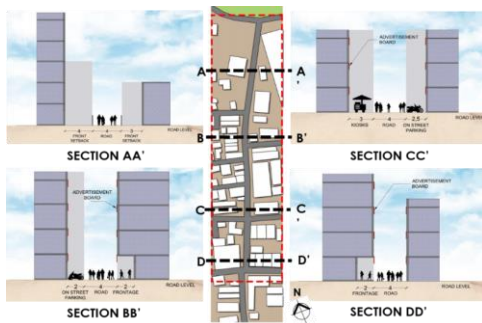 4
FRONT
SETBACK
4
ROAD
3
FRONT
SETBACK
ROAD LEVEL
SECTION AA'
A
A
'
B
B'
C
C
'
D
D'
N
ADVERTISEMENT
BOARD
3
KIOSKS
4
ROAD
2.5
ON STREET
PARKING
ROAD LEVEL
SECTION CC'
ADVERTISEMENT
BOARD
2
ON STREET
PARKING
4
ROAD
2
FRONTAGE
ROAD LEVEL
SECTION BB'
ADVERTISEMENT
BOARD
2
FRONTAGE
4
ROAD
ROAD LEVEL
SECTION DD'